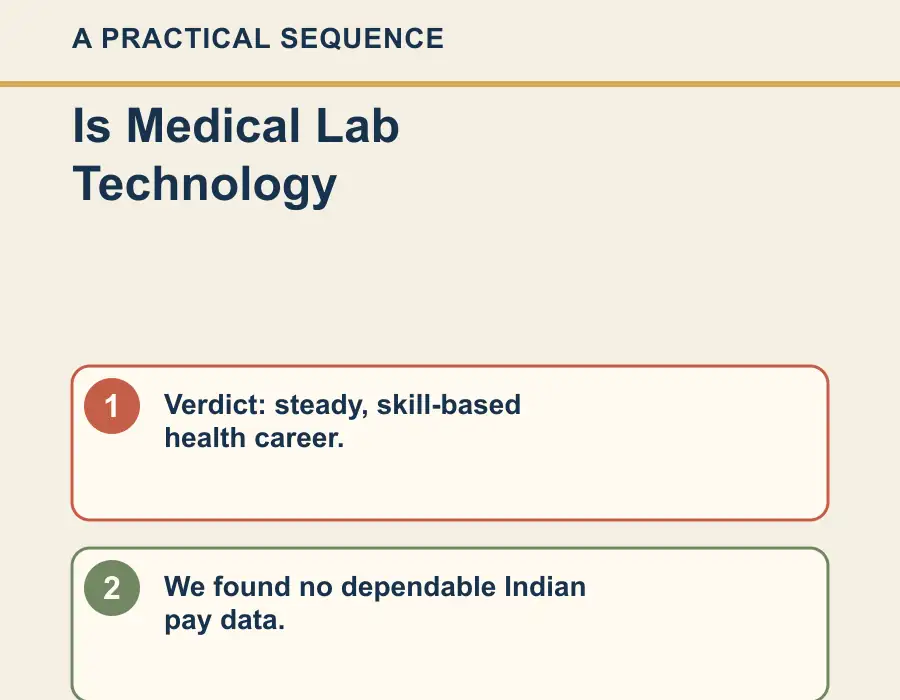 A PRACTICAL SEQUENCE
Is Medical Lab
Technology
1
Verdict: steady, skill-based
health career.
2
We found no dependable Indian
pay data.